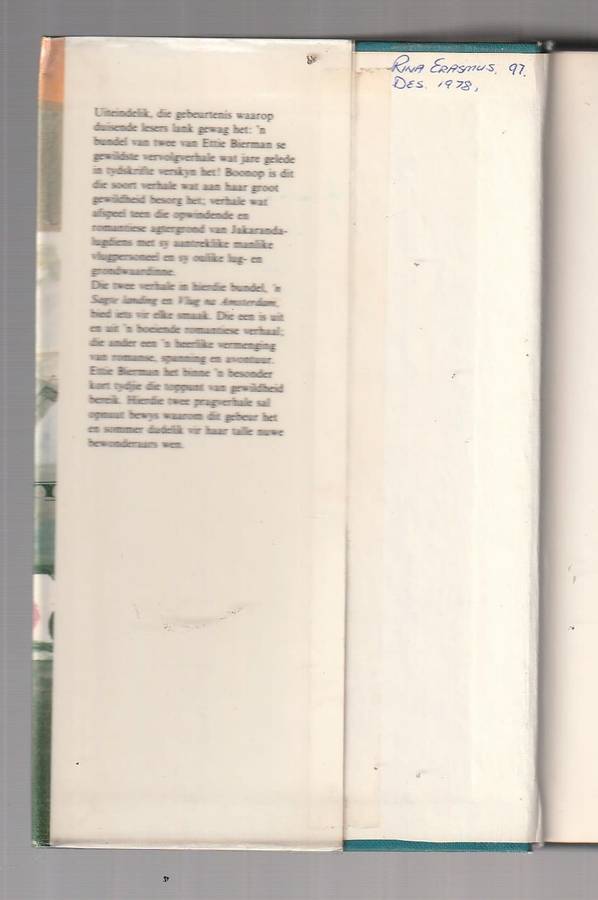 Uiteindelik, die gebeurtenis waarop
duisende lesers lank gewag het: 'n
bundel van twee van Ettie Bierman se
gewildste vervolgverhale wat jare gelede
in tydskrifte verskyn het! Boonop is dit
die soort verhale wat aan haar groot
gewildheid besorg het; verhale wat
afspeel teen die opwindende en
romantiese agtergrond van Jakaranda-
lugdiens met sy aantreklike manlike
vlugpersoneel en sy oulike lug- en
grondwaardinne.
Die twee verhale in hierdie bundel, 'n
Sagte landing en Vlug na Amsterdam,
bied iets vir elke smaak. Die een is uit
en uit 'n boeiende romantiese verhaal;
die ander een 'n heerlike vermenging
van romanse, spanning en avontuur.
Ettie Bierman het binne 'n besonder
kort tydjie die toppunt van gewildheid
bereik. Hierdie twee pragverhale sal
opnuut bewys waarom dit gebeur het
en sommer dadelik vir haar talle nuwe
bewonderaars wen.
RINA ERASMUS. 97.
DES. 1978,